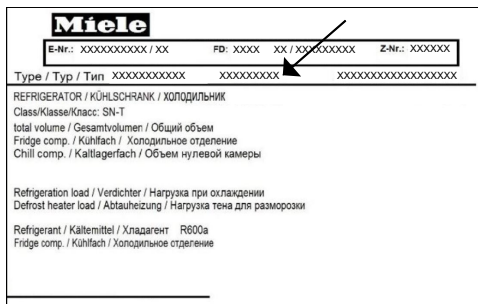 Miele
E-Nr.: XXXXXXXXXX / XX FD: XXXX XX / XXXXXXXXX Z-Nr.: XXXXXX
Type / Typ / Тип XXXXXXXXXXX XXXXXXXXX XXXXXXXXXXXXXXXXXX
REFRIGERATOR / KÜHLSCHRANK / ХОЛОДИЛЬНИК
Class/Klasse/Класс: SN-T
total volume / Gesamtvolumen / Общий объем
Fridge comp. / Kühlfach / Холодильное отделение
Chill comp. / Kaltlagerfach / Объем нулевой камеры
Refrigeration load / Verdichter / Нагрузка при охлаждении
Defrost heater load / Abtauheizung / Нагрузка тена для разморозки
Refrigerant / Kältemittel / Хладагент R600a
Fridge comp. / Kühlfach / Холодильное отделение